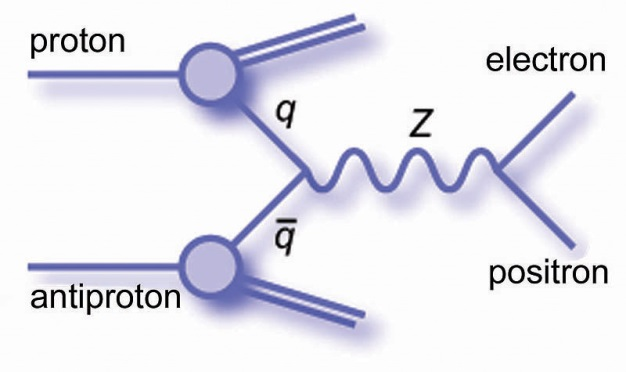 proton
electron
q
Z
q̅
antiproton
positron